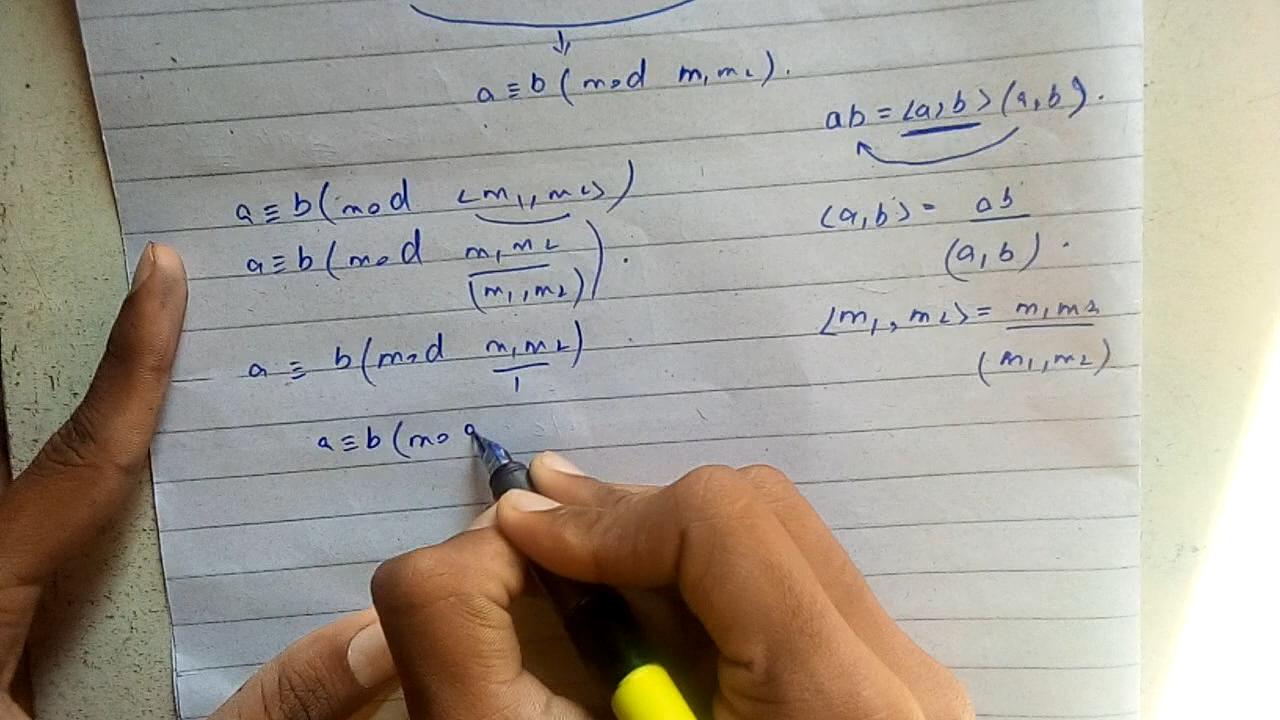 a ≡ b (mod m1m2).
ab = <a, b> (a, b).
a ≡ b (mod <m1, m2>)
<a, b> = ab / (a, b).
a ≡ b (mod m1m2 / (m1, m2)).
<m1, m2> = m1m2 / (m1, m2)
a ≡ b (mod m1m2 / 1)
a ≡ b (mo